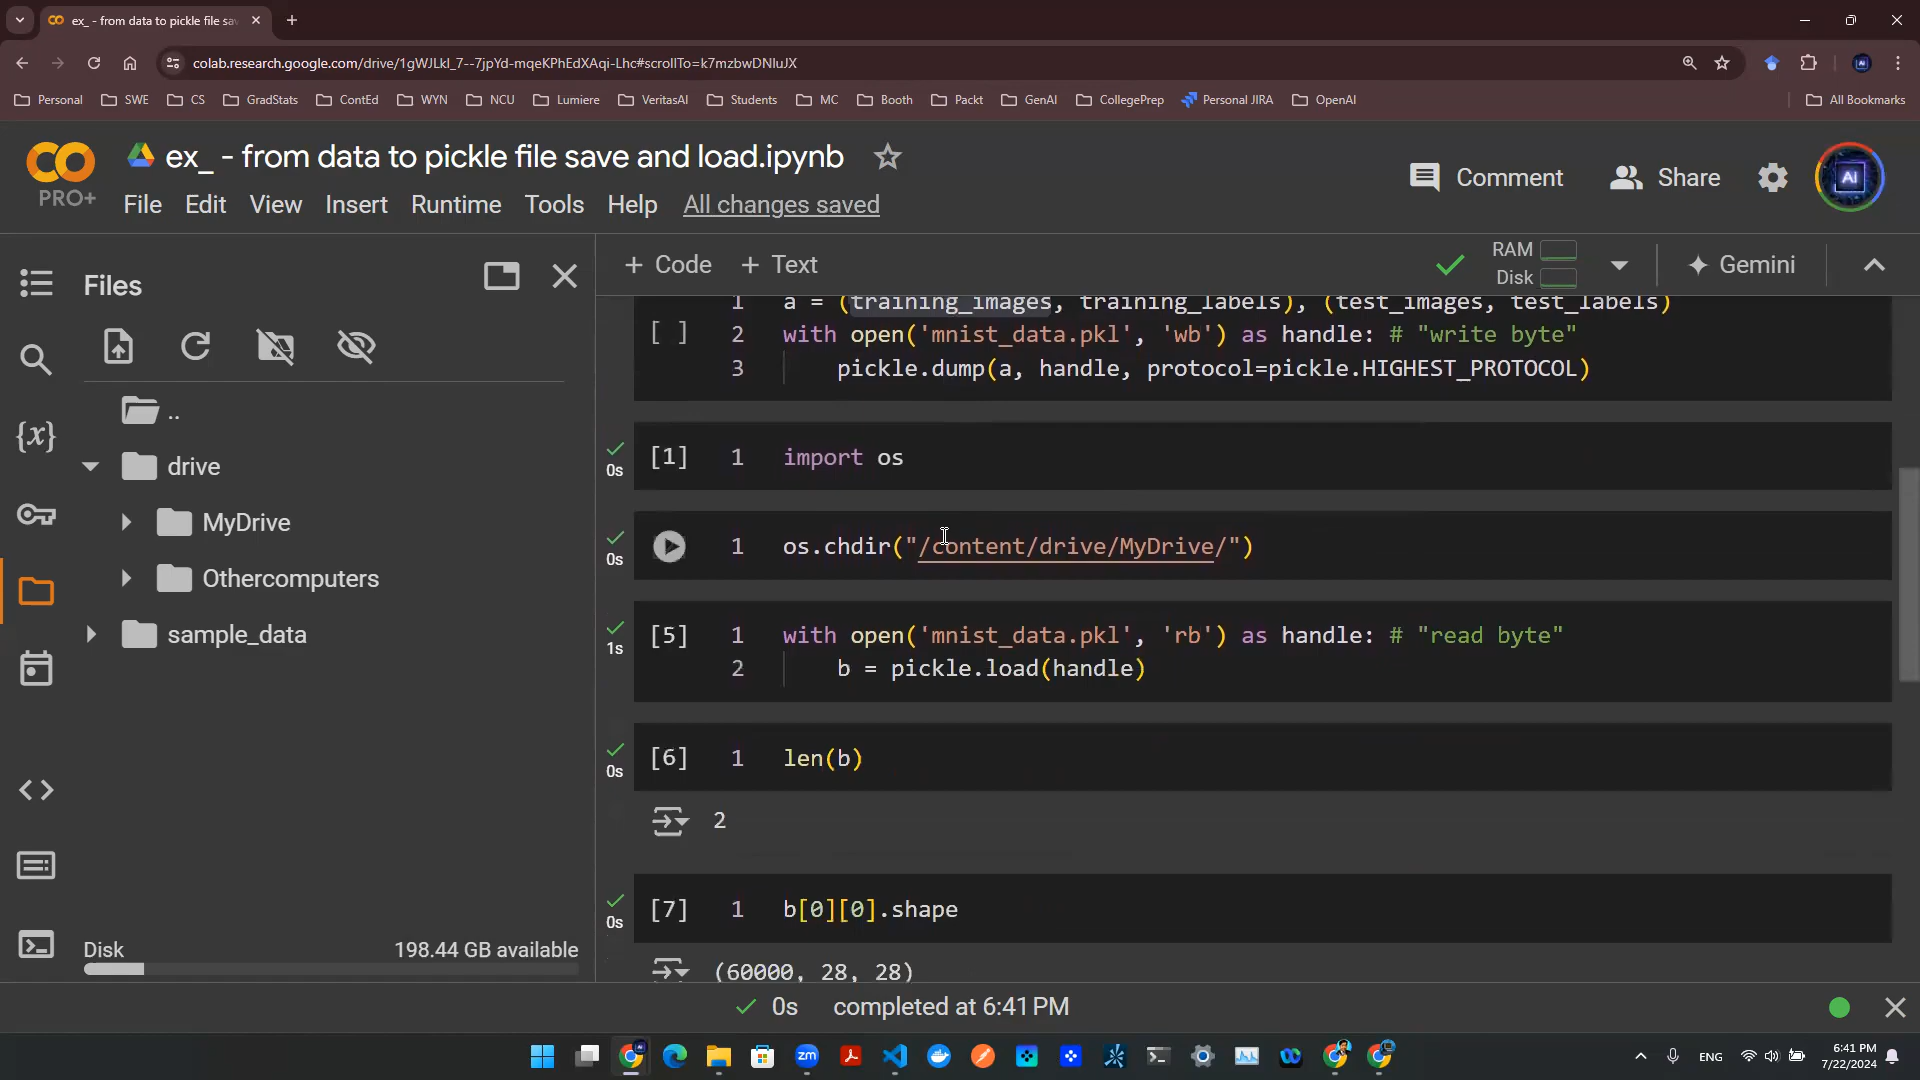 ex_ - from data to pickle file sav
colab.research.google.com/drive/1gWJLkI_7--7jpYd-mqeKPhEdXAqi-Lhc#scrollTo=k7mzbwDNIuJX
Personal SWE CS GradStats ContEd WYN NCU Lumiere VeritasAI Students MC Booth Packt GenAI CollegePrep Personal JIRA OpenAI All Bookmarks
CO PRO+
ex_ - from data to pickle file save and load.ipynb
AI
Comment Share
File Edit View Insert Runtime Tools Help All changes saved
Files
+ Code + Text
RAM
Disk
Gemini
..
drive
MyDrive
Othercomputers
sample_data
Disk 198.44 GB available
1 a = (training_images, training_labels), (test_images, test_labels)
[ ] 2 with open('mnist_data.pkl', 'wb') as handle: # "write byte"
3 pickle.dump(a, handle, protocol=pickle.HIGHEST_PROTOCOL)
0s [1] 1 import os
0s 1 os.chdir("/content/drive/MyDrive/")
1s [5] 1 with open('mnist_data.pkl', 'rb') as handle: # "read byte"
2 b = pickle.load(handle)
0s [6] 1 len(b)
2
0s [7] 1 b[0][0].shape
(60000, 28, 28)
0s completed at 6:41 PM
ENG
6:41 PM
7/22/2024
{x}
zm